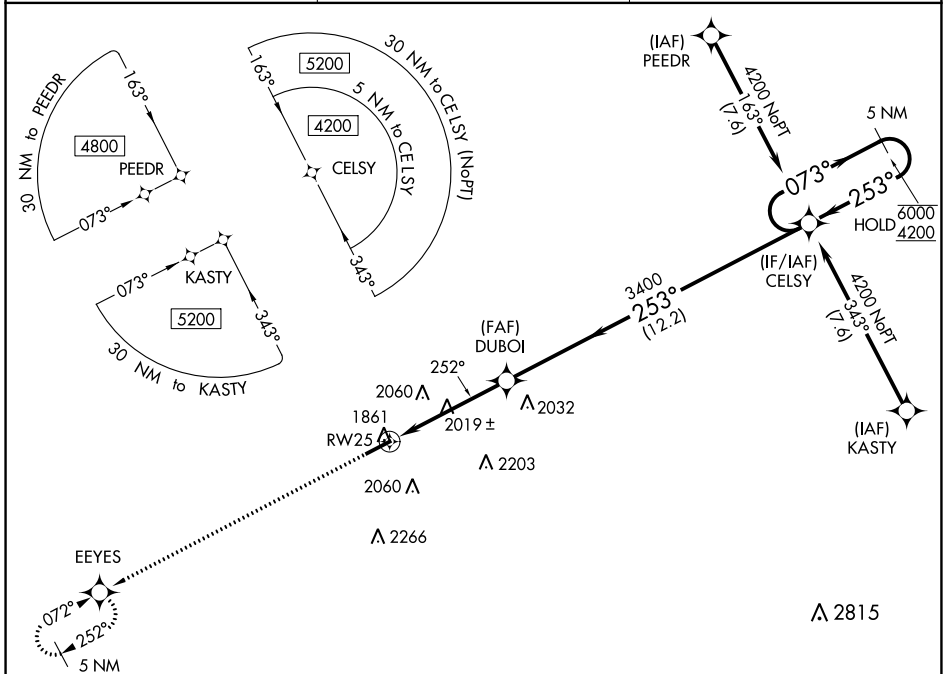 30 NM to PEEDR
163°
4800
PEEDR
073°
30 NM to CELSY (NoPT)
163°
5200
5 NM to CELSY
4200
CELSY
343°
073°
KASTY
5200
343°
30 NM to KASTY
(IAF)
PEEDR
4200 NoPT
163°
(7.6)
5 NM
073°
253°
HOLD
6000
4200
(IF/IAF)
CELSY
4200 NoPT
343°
(7.6)
(IAF)
KASTY
3400
253°
(12.2)
(FAF)
DUBOI
252°
2060
2019 ±
2032
1861
RW25
2203
2060
2266
EEYES
072°
252°
5 NM
2815